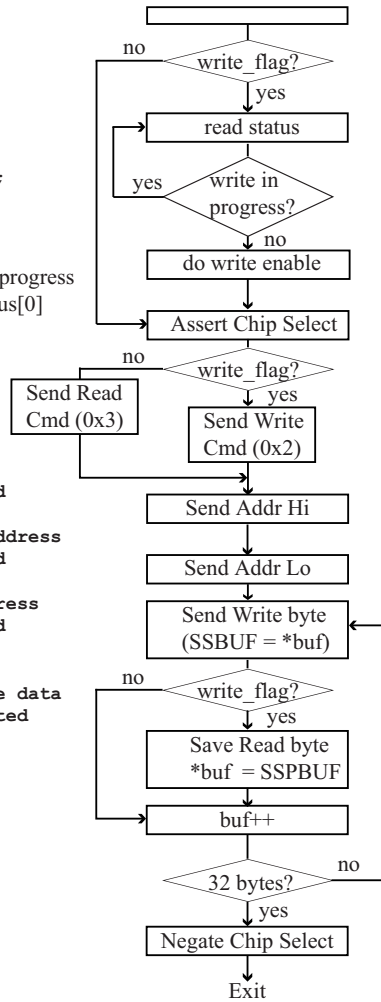 no
write_flag?
yes
read status
;
yes
write in
progress?
no
progress
do write enable
us[0]
Assert Chip Select
no
write_flag?
yes
Send Read
Cmd (0x3)
Send Write
Cmd (0x2)
d
Send Addr Hi
ddress
d
Send Addr Lo
ress
d
Send Write byte
(SSBUF = *buf)
e data
ted
no
write_flag?
yes
Save Read byte
*buf = SSPBUF
buf++
32 bytes?
no
yes
Negate Chip Select
Exit